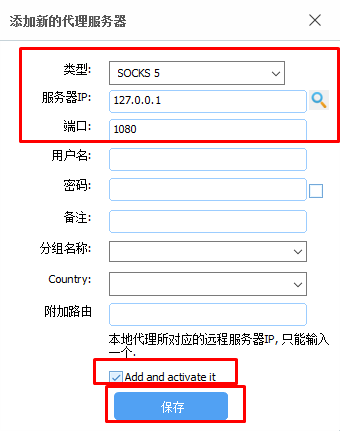 添加新的代理服务器
类型: SOCKS 5
服务器IP: 127.0.0.1
端口: 1080
用户名:
密码:
备注:
分组名称:
Country:
附加路由
本地代理所对应的远程服务器IP, 只能输入
一个.
Add and activate it
保存